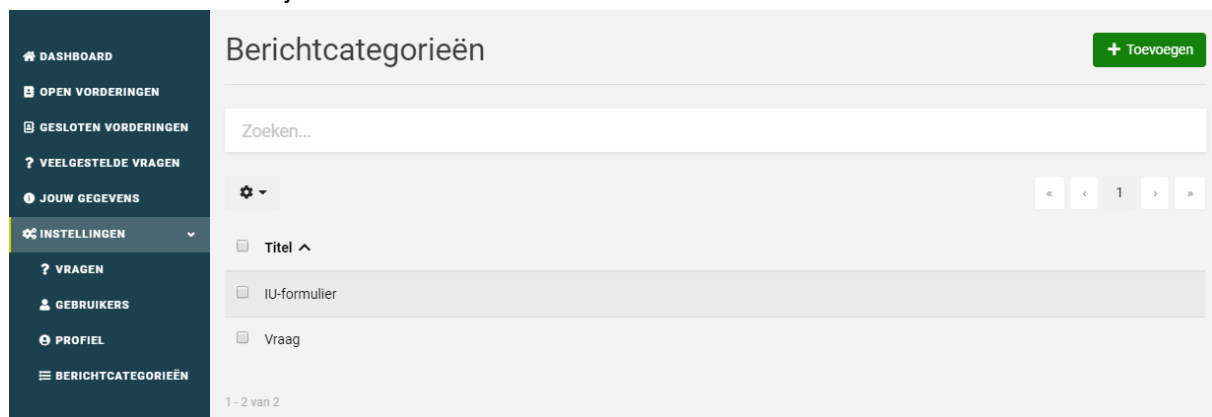 DASHBOARD
OPEN VORDERINGEN
GESLOTEN VORDERINGEN
? VEELGESTELDE VRAGEN
JOUW GEGEVENS
INSTELLINGEN
? VRAGEN
GEBRUIKERS
PROFIEL
BERICHTCATEGORIEËN
Berichtcategorieën
+ Toevoegen
Zoeken...
« ‹ 1 › »
Titel
IU-formulier
Vraag
1 - 2 van 2